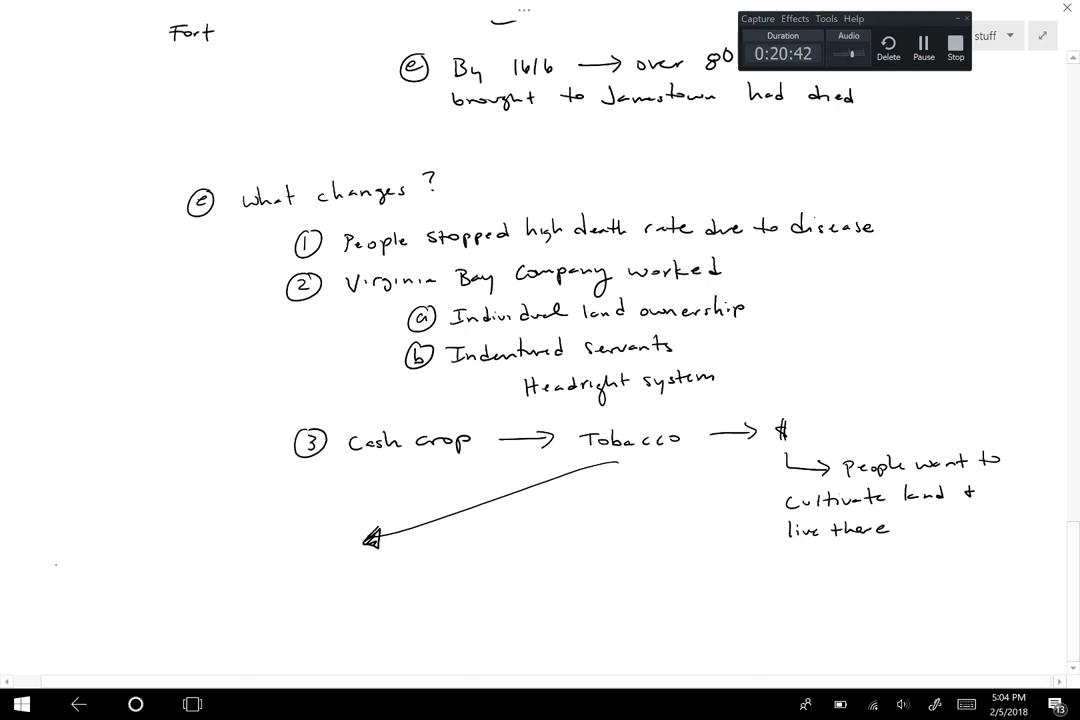 Capture Effects Tools Help
Duration
Audio
0:20:42
Delete
Pause
Stop
stuff
Fort
e By 1616 → over 80
brought to Jamestown had died
e What changes ?
1 People stopped high death rate due to disease
2 Virginia Bay Company worked
a Individual land ownership
b Indentured servants
Headright system
3 Cash crop → Tobacco → $
→ People want to
cultivate land +
live there
5:04 PM
2/5/2018
13